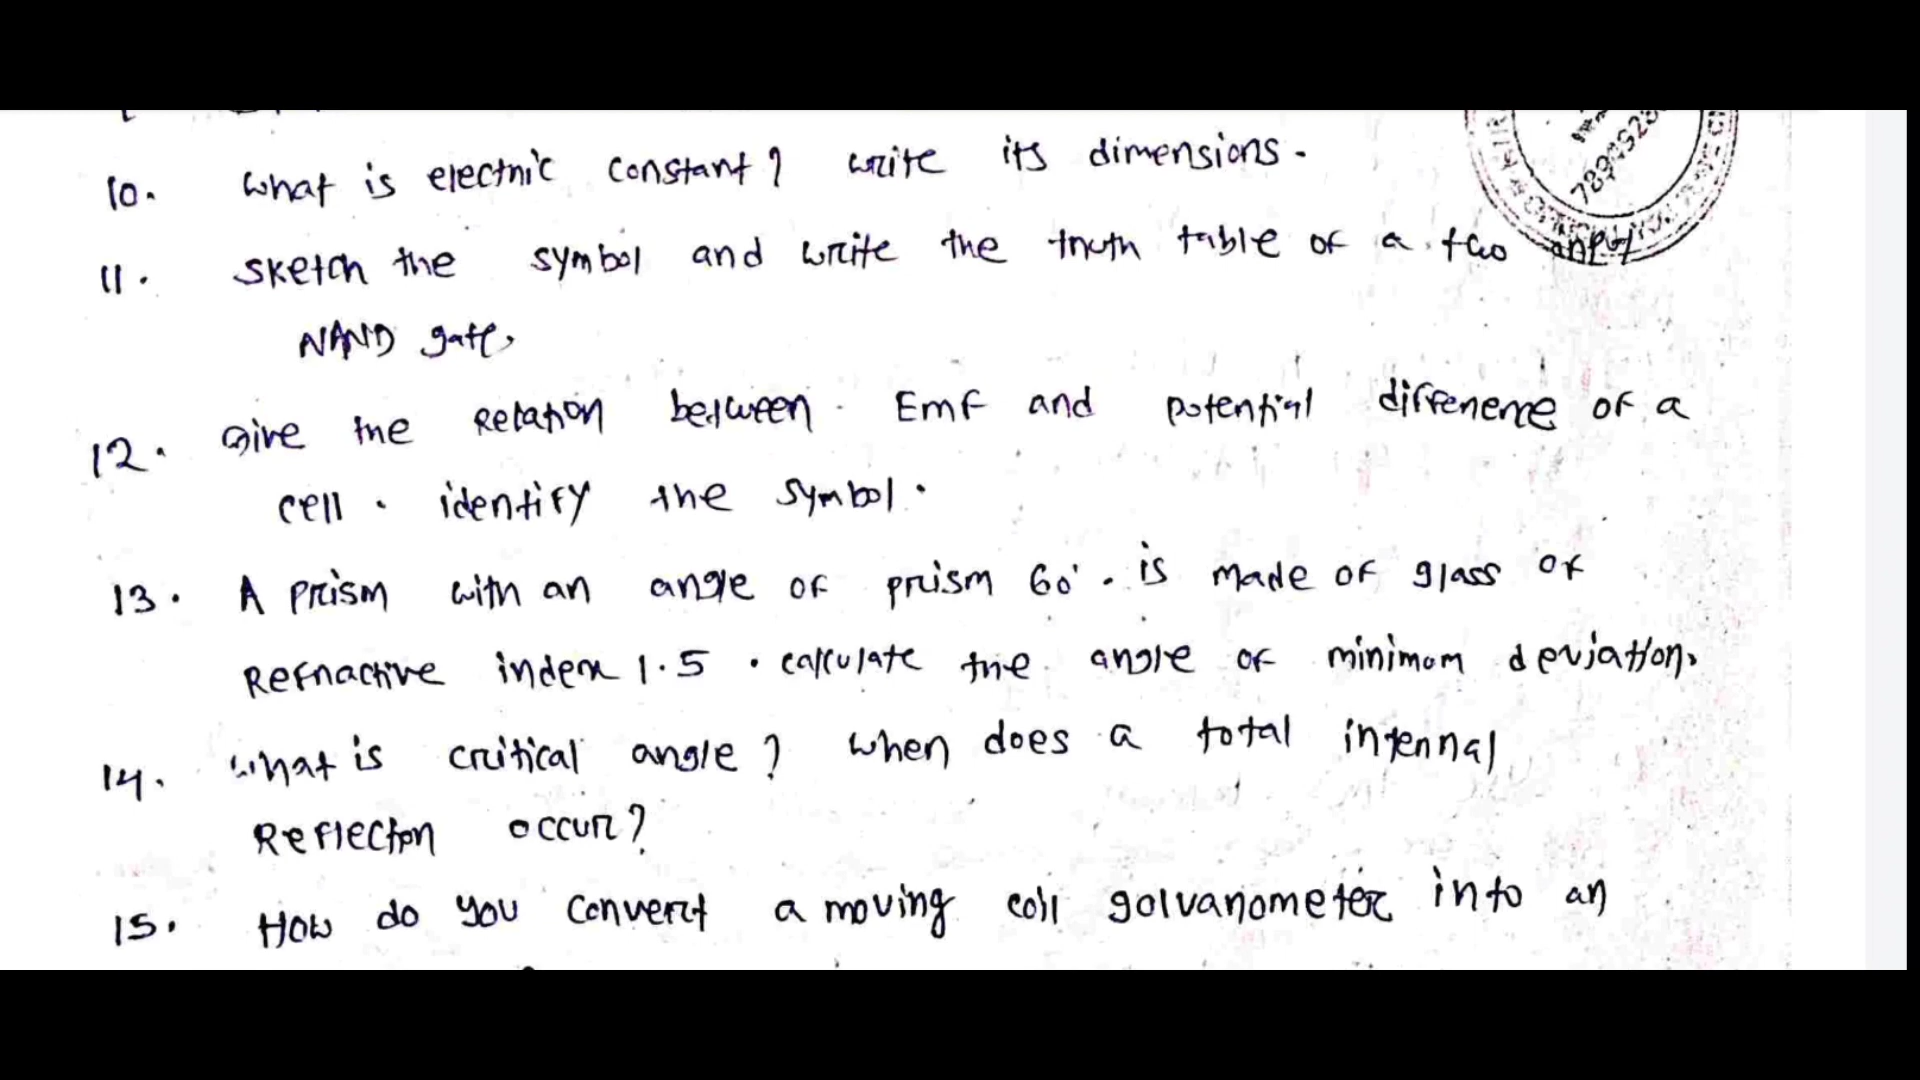 10. What is electric constant? write its dimensions.
11. Sketch the symbol and write the truth table of a two input
NAND gate.
12. Give the Relation between EMF and potential difference of a
cell. identify the symbol.
13. A prism with an angle of prism 60°. is made of glass of
Refractive index 1.5. calculate the angle of minimum deviation.
14. What is critical angle? When does a total internal
Reflection occur?
15. How do you convert a moving coil galvanometer into an